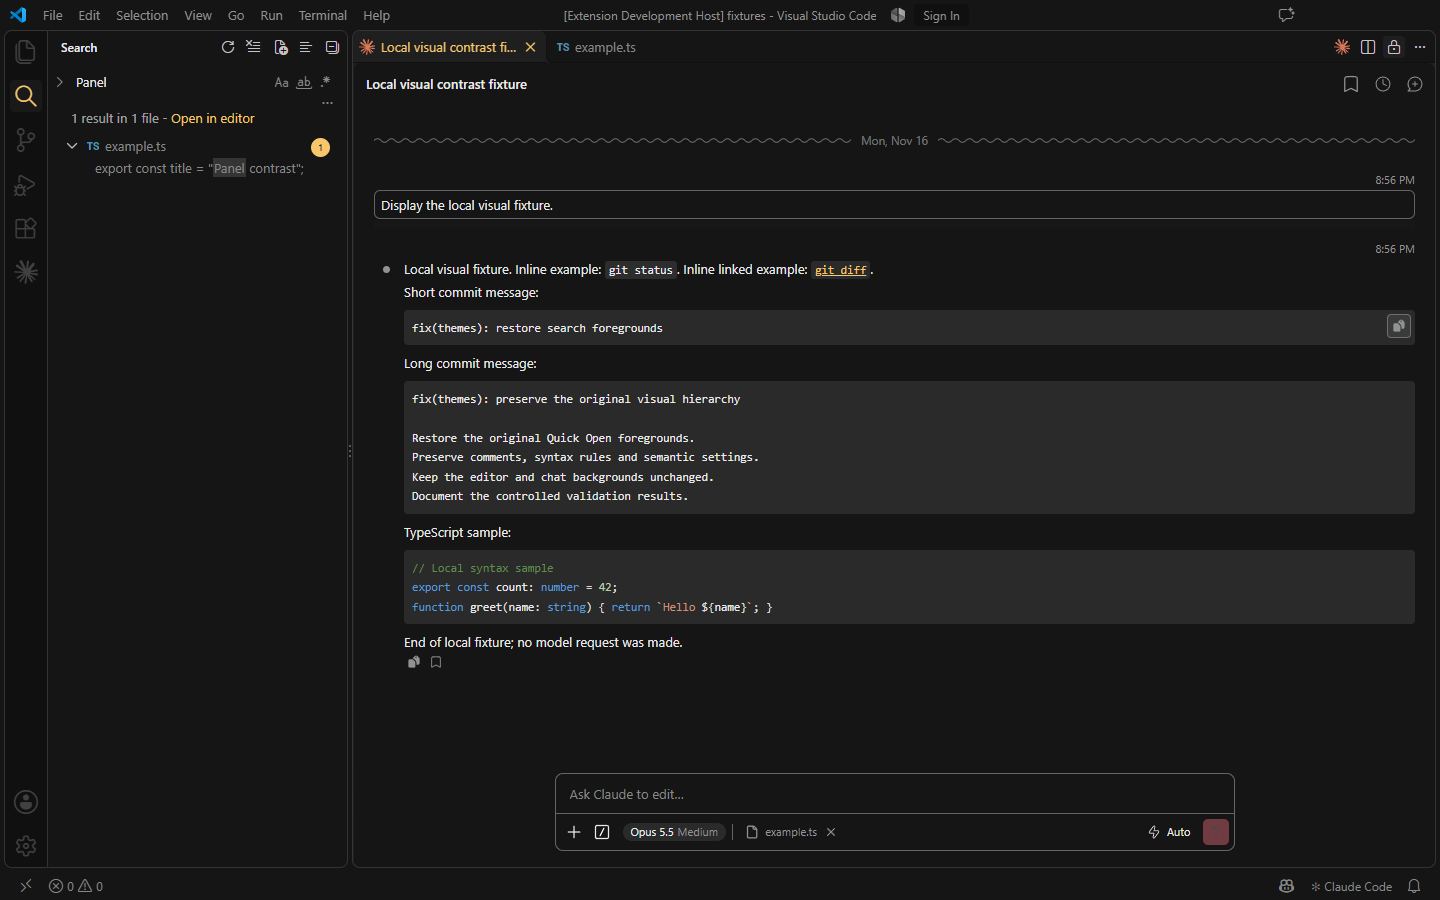 File Edit Selection View Go Run Terminal Help
[Extension Development Host] fixtures - Visual Studio Code
Sign In
Search
Panel
Aa ab .*
1 result in 1 file - Open in editor
TS example.ts
1
export const title = "Panel contrast";
Local visual contrast fi...
TS example.ts
Local visual contrast fixture
Mon, Nov 16
8:56 PM
Display the local visual fixture.
8:56 PM
Local visual fixture. Inline example: git status. Inline linked example: git diff.
Short commit message:
fix(themes): restore search foregrounds
Long commit message:
fix(themes): preserve the original visual hierarchy
Restore the original Quick Open foregrounds.
Preserve comments, syntax rules and semantic settings.
Keep the editor and chat backgrounds unchanged.
Document the controlled validation results.
TypeScript sample:
// Local syntax sample
export const count: number = 42;
function greet(name: string) { return `Hello ${name}`; }
End of local fixture; no model request was made.
Ask Claude to edit...
Opus 5.5 Medium
example.ts
Auto
0 0
Claude Code